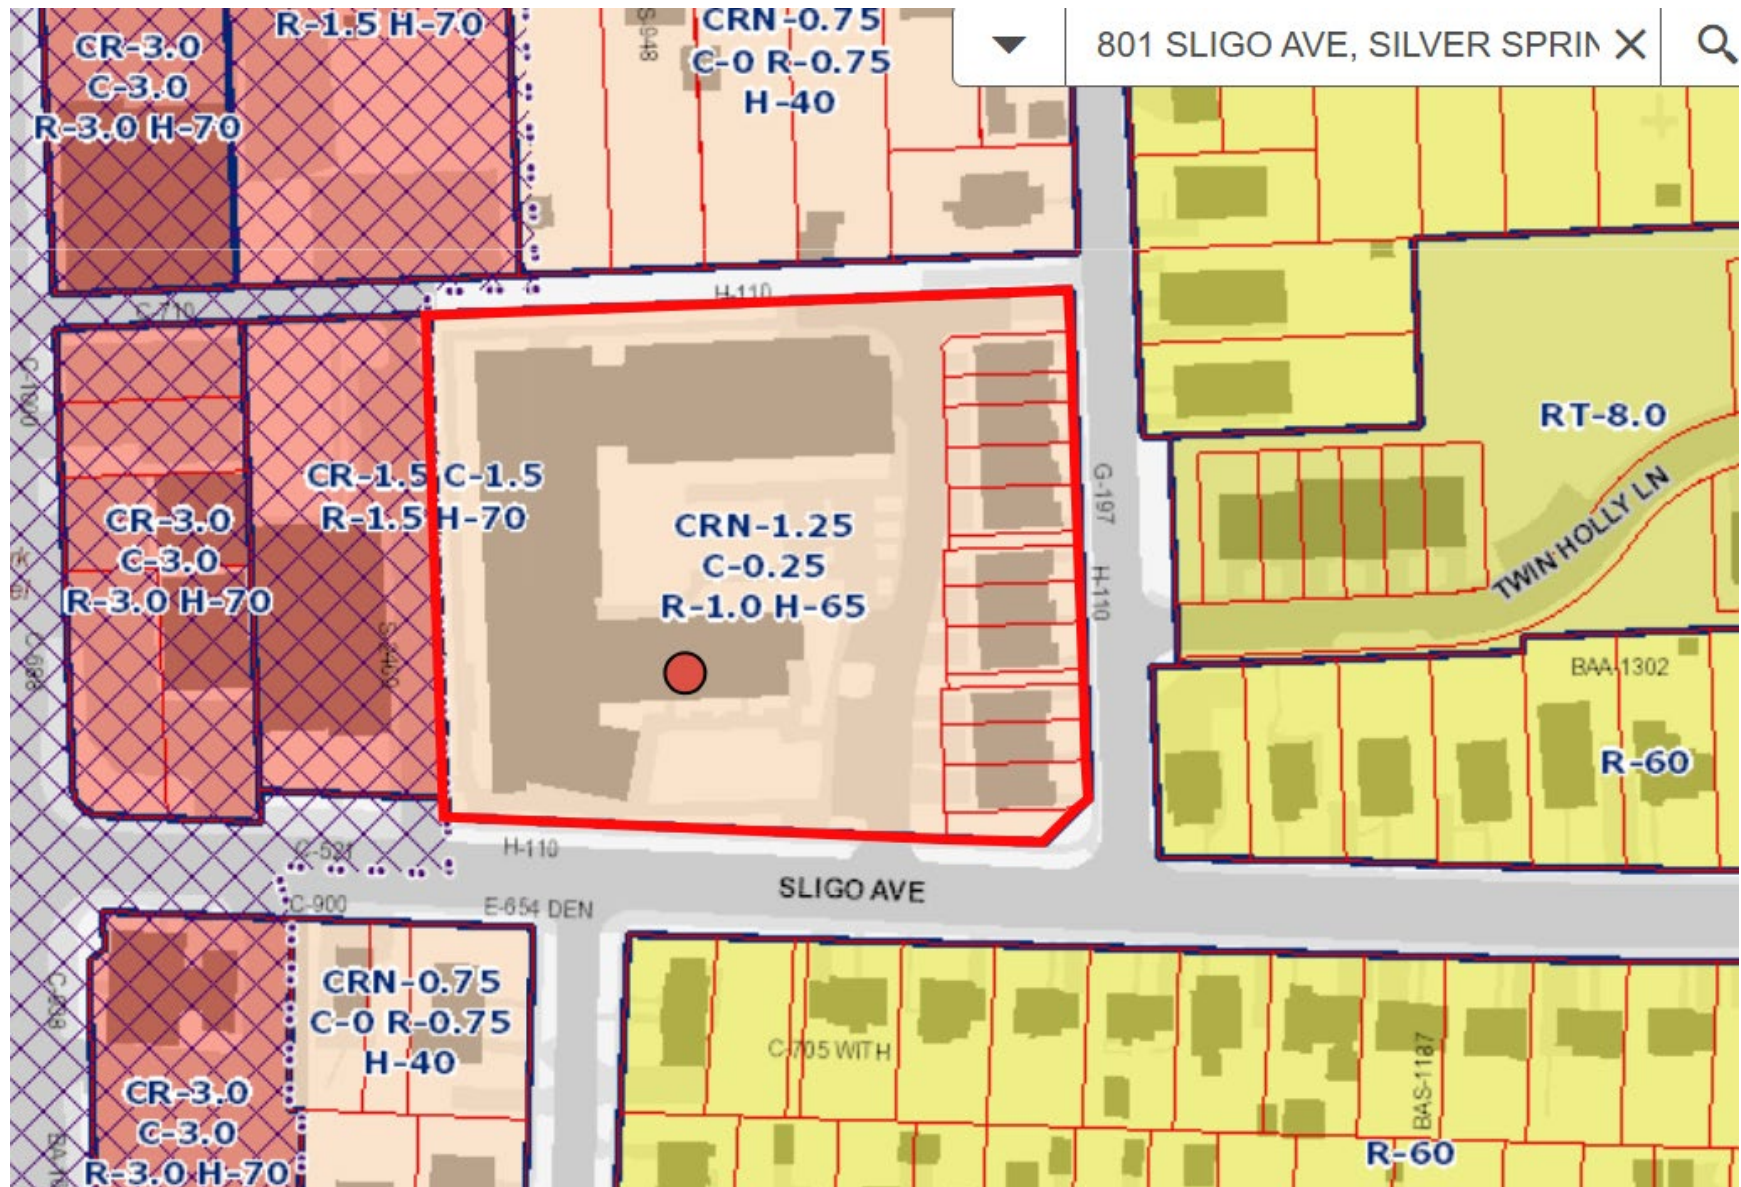 R-1.5 H-70
CR-3.0
C-3.0
R-3.0 H-70
CRN-0.75
C-0 R-0.75
H-40
S-948
801 SLIGO AVE, SILVER SPRIN
C-710
H-110
CR-1.5 C-1.5
R-1.5 H-70
CR-3.0
C-3.0
R-3.0 H-70
CRN-1.25
C-0.25
R-1.0 H-65
G-197
H-110
RT-8.0
TWIN HOLLY LN
BAA-1302
R-60
C-521
H-110
SLIGO AVE
C-900
E-654 DEN
CRN-0.75
C-0 R-0.75
H-40
CR-3.0
C-3.0
R-3.0 H-70
C-705 WITH
BAS-1187
R-60